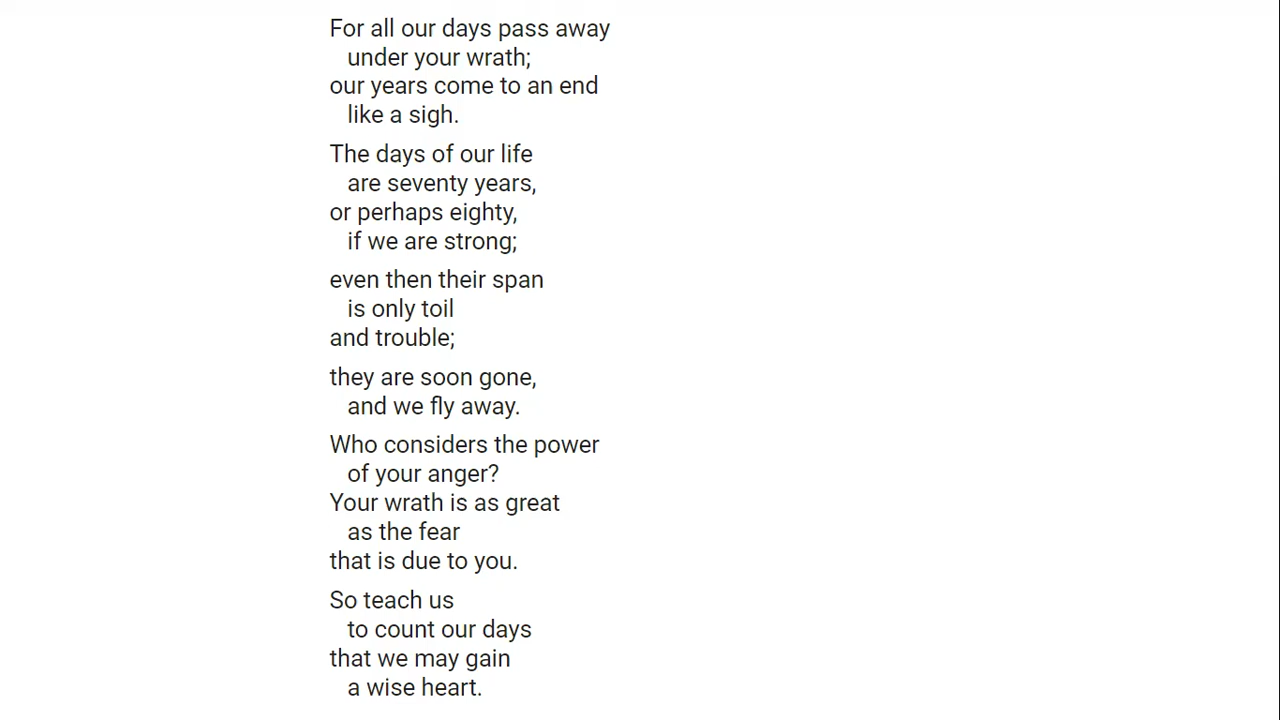 For all our days pass away
under your wrath;
our years come to an end
like a sigh.
The days of our life
are seventy years,
or perhaps eighty,
if we are strong;
even then their span
is only toil
and trouble;
they are soon gone,
and we fly away.
Who considers the power
of your anger?
Your wrath is as great
as the fear
that is due to you.
So teach us
to count our days
that we may gain
a wise heart.